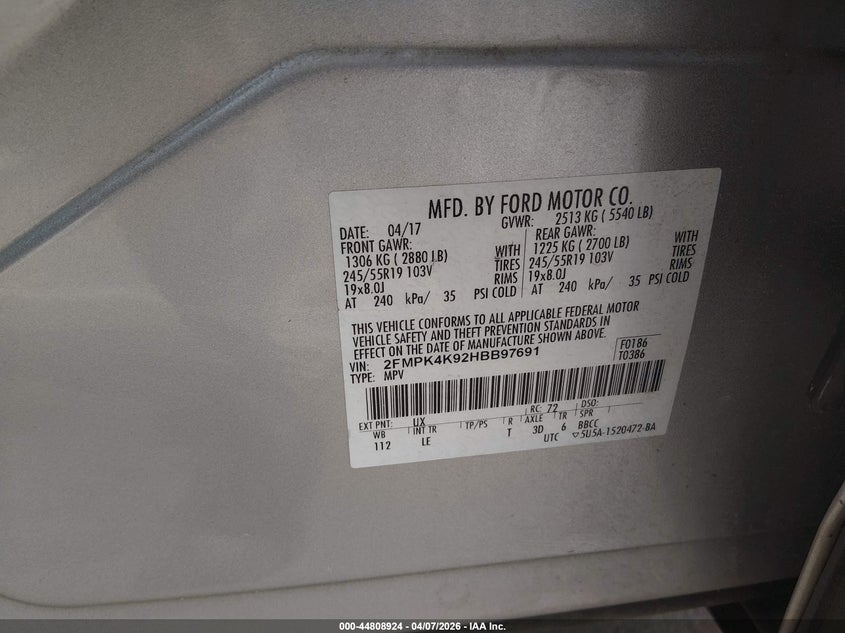 MFD. BY FORD MOTOR CO.
DATE: 04/17 GVWR: 2513 KG ( 5540 LB)
FRONT GAWR: REAR GAWR:
1306 KG ( 2880 LB) WITH 1225 KG ( 2700 LB) WITH
245/55R19 103V TIRES 245/55R19 103V TIRES
19x8.0J RIMS 19x8.0J RIMS
AT 240 kPa/ 35 PSI COLD AT 240 kPa/ 35 PSI COLD
THIS VEHICLE CONFORMS TO ALL APPLICABLE FEDERAL MOTOR
VEHICLE SAFETY AND THEFT PREVENTION STANDARDS IN
EFFECT ON THE DATE OF MANUFACTURE SHOWN ABOVE.
VIN: 2FMPK4K92HBB97691 F0186
TYPE: MPV T0386
EXT PNT: UX RC: 72 DSO:
WB INT TR TP/PS R AXLE TR SPR
112 LE T 3D 6 BBCC
UTC ▽5U5A-1520472-BA
000-44808924 - 04/07/2026 - IAA Inc.